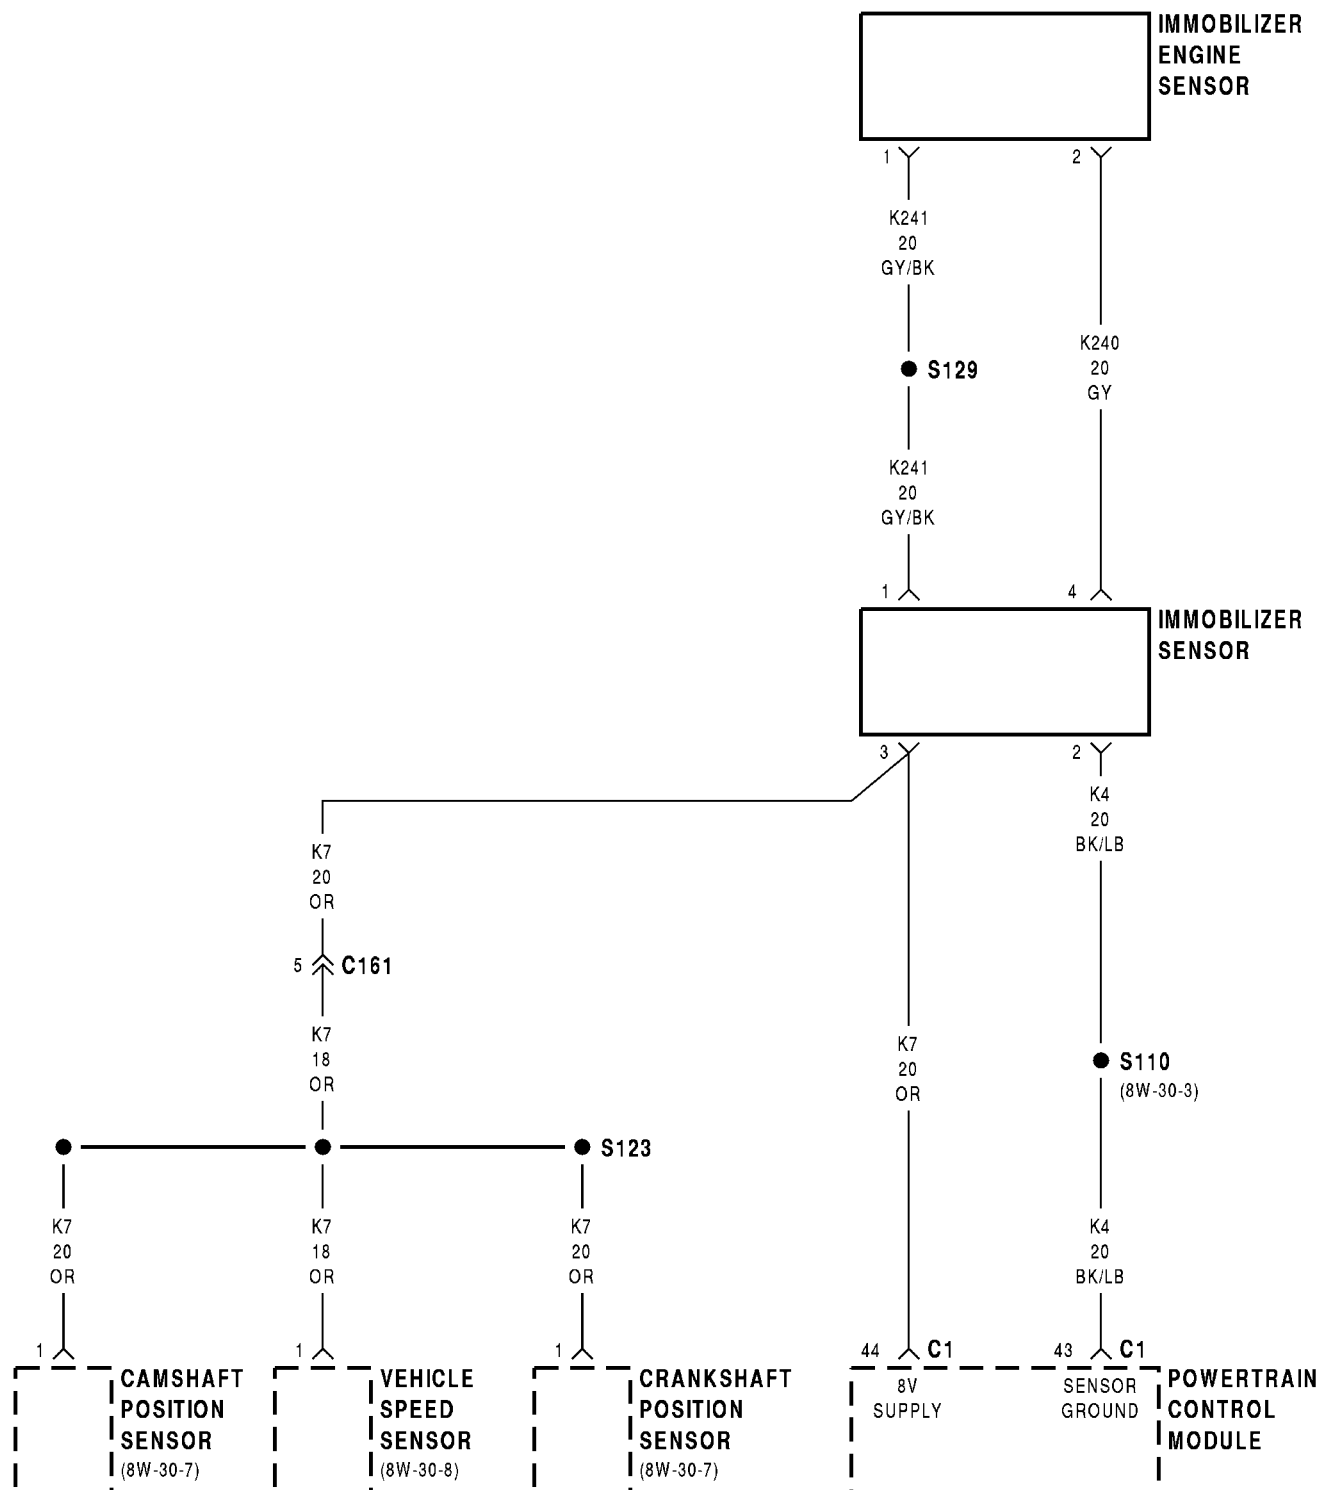 IMMOBILIZER
ENGINE
SENSOR
1
2
K241
20
GY/BK
K240
20
GY
S129
K241
20
GY/BK
1
4
IMMOBILIZER
SENSOR
3
2
K4
20
BK/LB
K7
20
OR
5
C161
K7
18
OR
K7
20
OR
S110
(8W-30-3)
S123
K7
20
OR
K7
18
OR
K7
20
OR
K4
20
BK/LB
1
1
1
44
C1
43
C1
CAMSHAFT
POSITION
SENSOR
(8W-30-7)
VEHICLE
SPEED
SENSOR
(8W-30-8)
CRANKSHAFT
POSITION
SENSOR
(8W-30-7)
8V
SUPPLY
SENSOR
GROUND
POWERTRAIN
CONTROL
MODULE